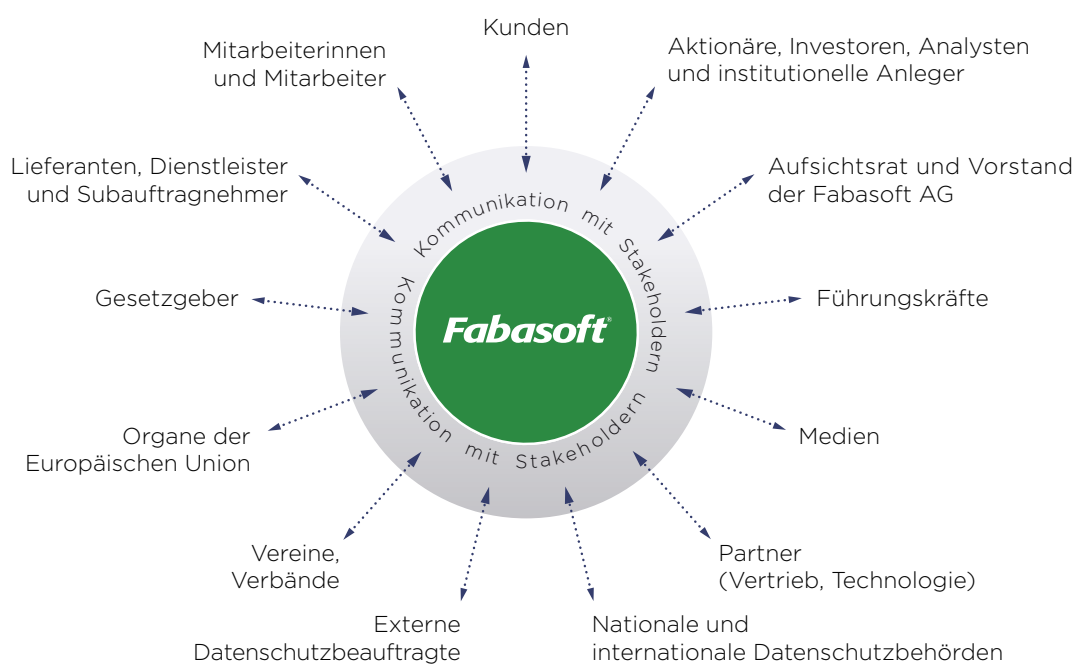 Kunden
Aktionäre, Investoren, Analysten
und institutionelle Anleger
Aufsichtsrat und Vorstand
der Fabasoft AG
Führungskräfte
Medien
Partner
(Vertrieb, Technologie)
Nationale und
internationale Datenschutzbehörden
Externe
Datenschutzbeauftragte
Vereine,
Verbände
Organe der
Europäischen Union
Gesetzgeber
Lieferanten, Dienstleister
und Subauftragnehmer
Mitarbeiterinnen
und Mitarbeiter
Kommunikation mit Stakeholdern
Kommunikation mit Stakeholdern
Fabasoft®